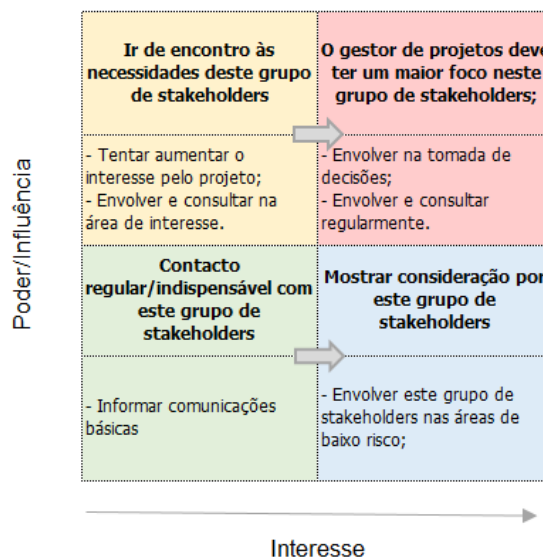 Ir de encontro às
necessidades deste grupo
de stakeholders
O gestor de projetos deve
ter um maior foco neste
grupo de stakeholders;
- Tentar aumentar o
interesse pelo projeto;
- Envolver e consultar na
área de interesse.
- Envolver na tomada de
decisões;
- Envolver e consultar
regularmente.
Contacto
regular/indispensável com
este grupo de
stakeholders
Mostrar consideração por
este grupo de
stakeholders
- Informar comunicações
básicas
- Envolver este grupo de
stakeholders nas áreas de
baixo risco;
Poder/Influência
Interesse